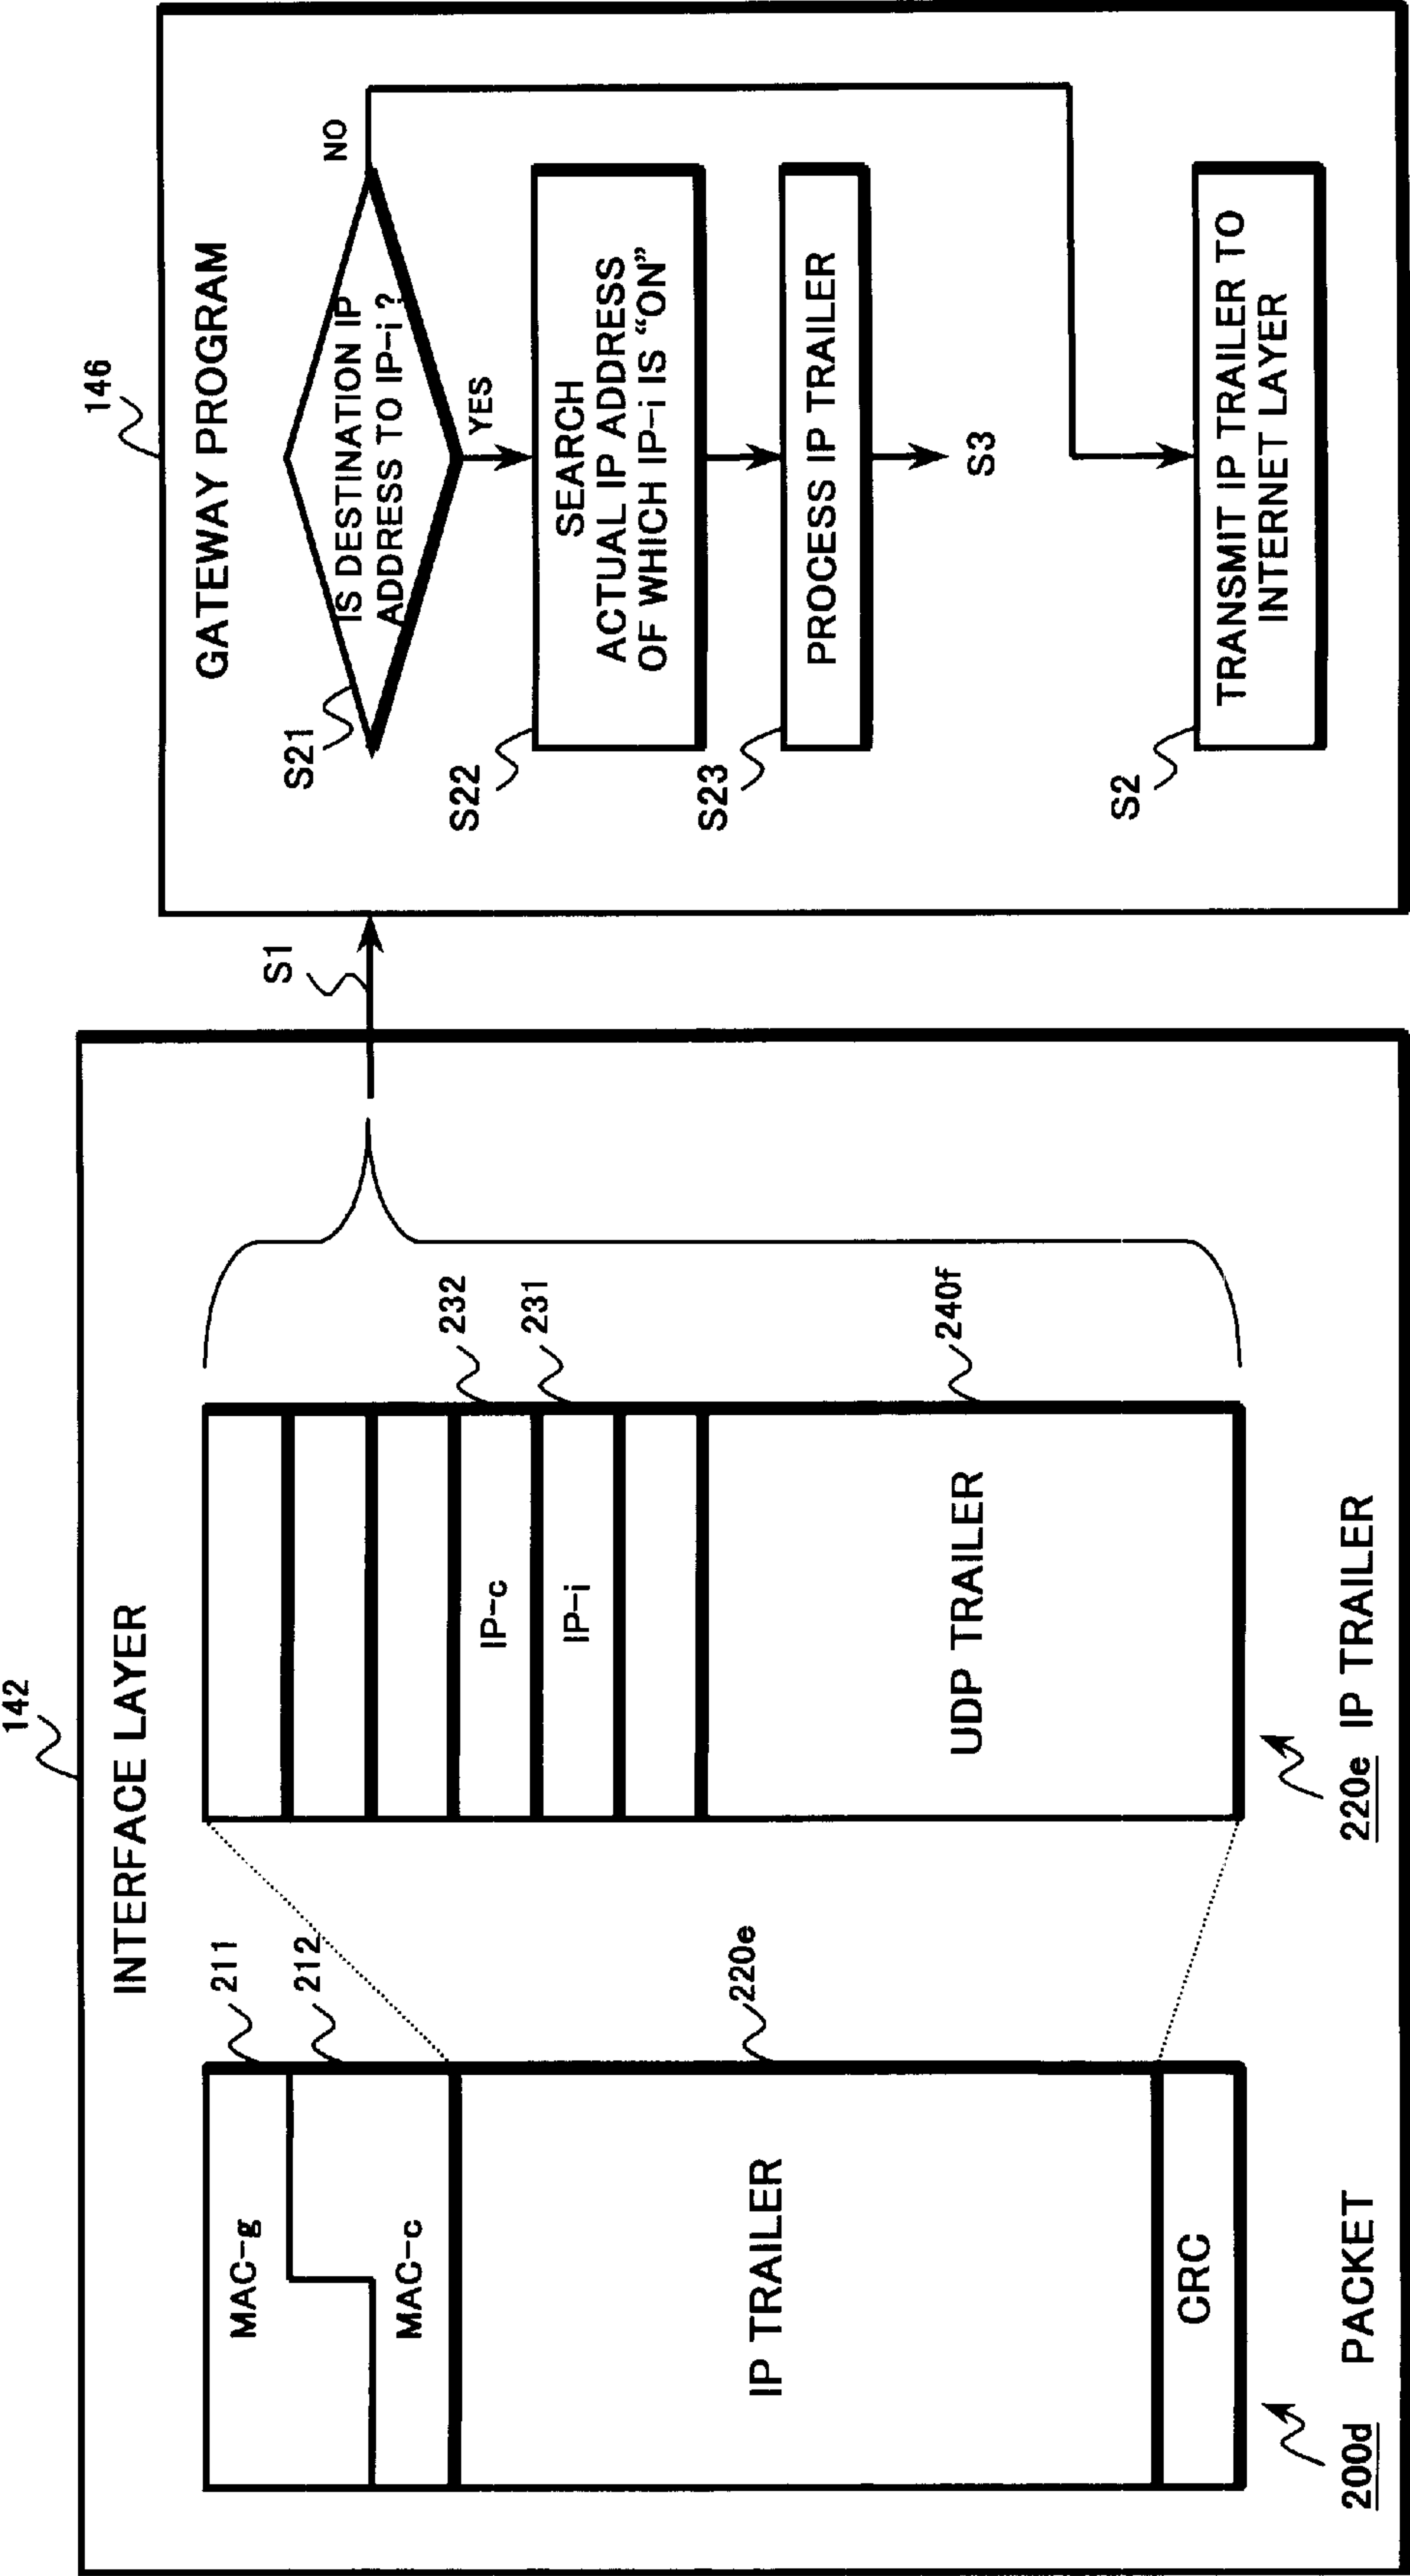 142
INTERFACE LAYER
211
212
MAC-g
MAC-c
220e
IP TRAILER
CRC
200d PACKET
232
231
240f
IP-c
IP-i
UDP TRAILER
220e IP TRAILER
S1
146
GATEWAY PROGRAM
S21
IS DESTINATION IP
ADDRESS TO IP-i ?
NO
YES
S22
SEARCH
ACTUAL IP ADDRESS
OF WHICH IP-i IS “ON”
S23
PROCESS IP TRAILER
S3
S2
TRANSMIT IP TRAILER TO
INTERNET LAYER